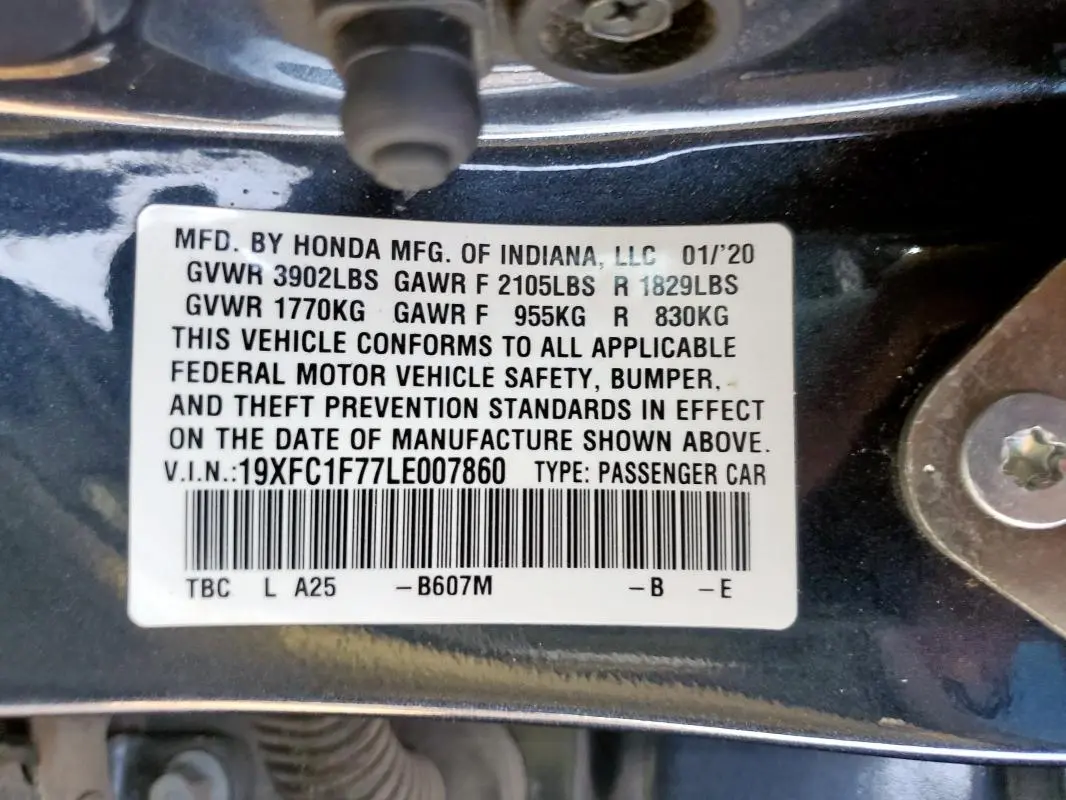 MFD. BY HONDA MFG. OF INDIANA, LLC 01/'20
GVWR 3902LBS GAWR F 2105LBS R 1829LBS
GVWR 1770KG GAWR F 955KG R 830KG
THIS VEHICLE CONFORMS TO ALL APPLICABLE
FEDERAL MOTOR VEHICLE SAFETY, BUMPER,
AND THEFT PREVENTION STANDARDS IN EFFECT
ON THE DATE OF MANUFACTURE SHOWN ABOVE.
V.I.N.:19XFC1F77LE007860 TYPE: PASSENGER CAR
TBC L A25 –B607M –B –E